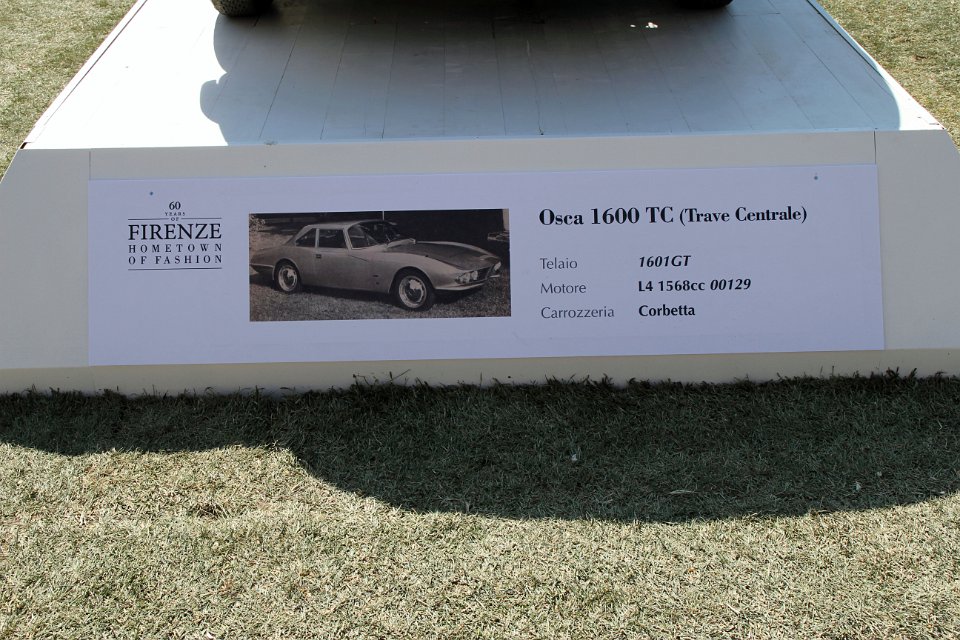 60
YEARS
OF
FIRENZE
HOMETOWN
OF FASHION
Osca 1600 TC (Trave Centrale)
Telaio 1601GT
Motore L4 1568cc 00129
Carrozzeria Corbetta